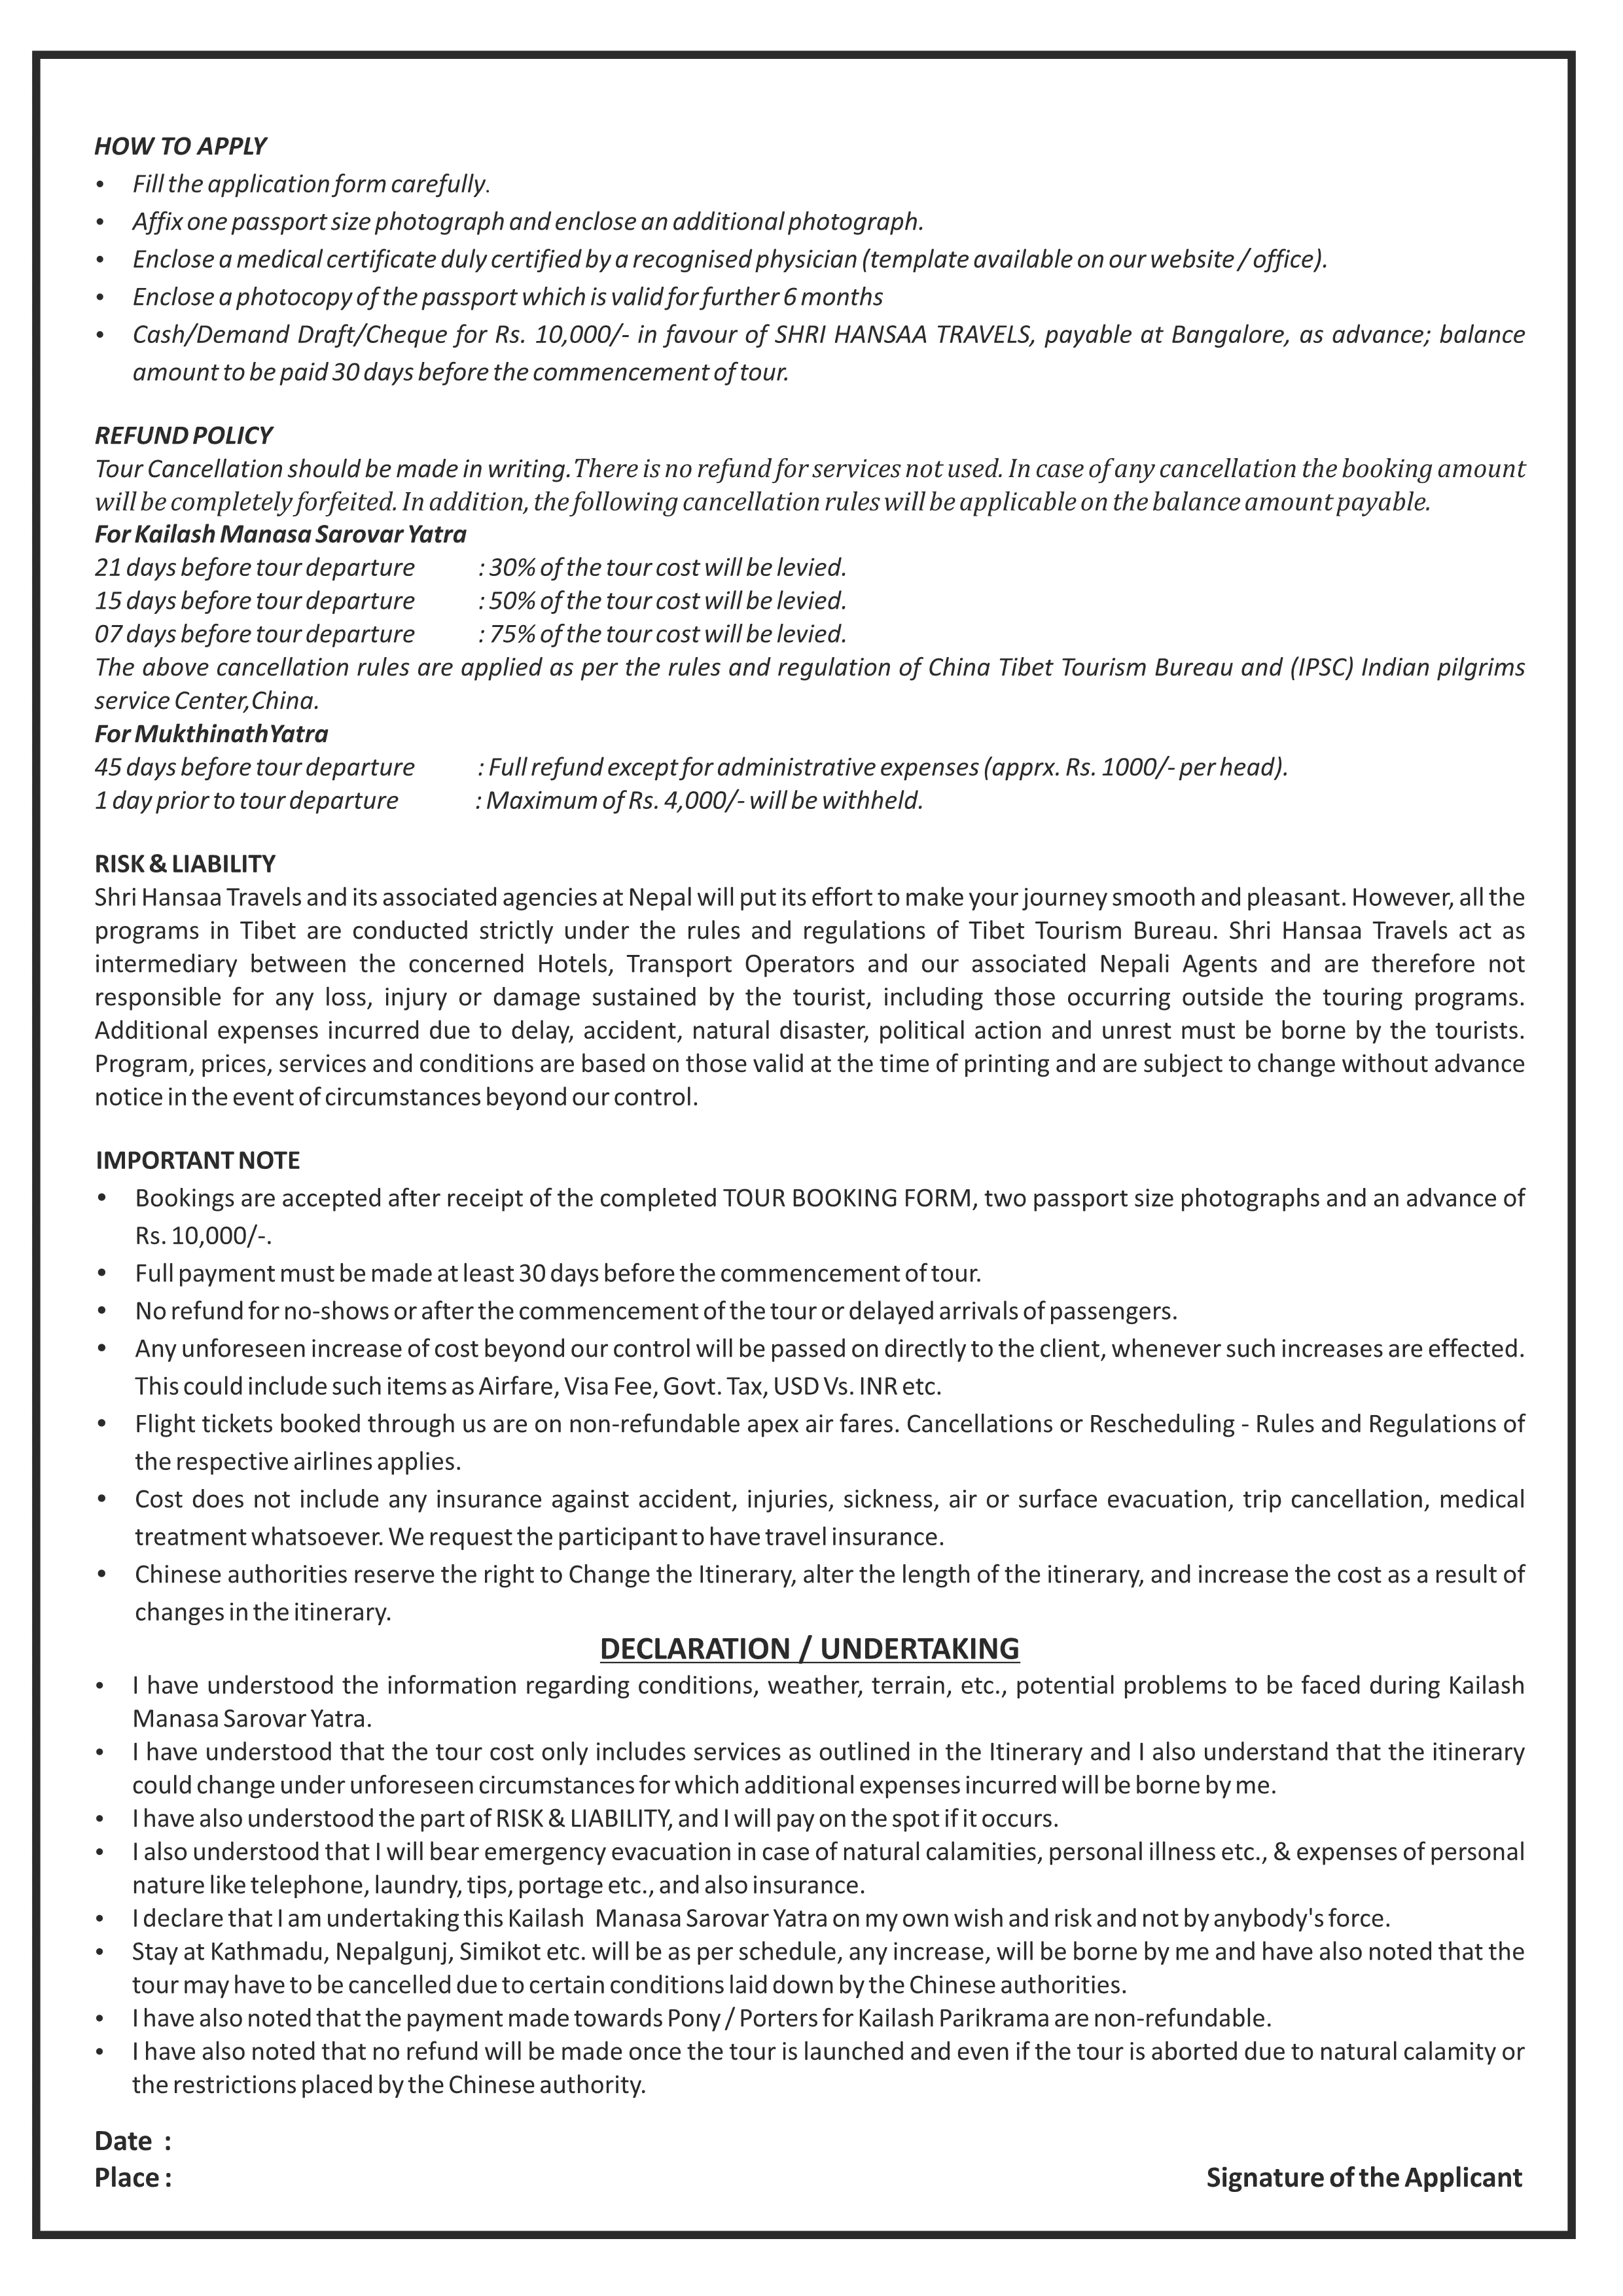 HOW TO APPLY
• Fill the application form carefully.
• Affix one passport size photograph and enclose an additional photograph.
• Enclose a medical certificate duly certified by a recognised physician (template available on our website / office).
• Enclose a photocopy of the passport which is valid for further 6 months
• Cash/Demand Draft/Cheque for Rs. 10,000/- in favour of SHRI HANSAA TRAVELS, payable at Bangalore, as advance; balance
amount to be paid 30 days before the commencement of tour.
REFUND POLICY
Tour Cancellation should be made in writing. There is no refund for services not used. In case of any cancellation the booking amount
will be completely forfeited. In addition, the following cancellation rules will be applicable on the balance amount payable.
For Kailash Manasa Sarovar Yatra
21 days before tour departure : 30% of the tour cost will be levied.
15 days before tour departure : 50% of the tour cost will be levied.
07 days before tour departure : 75% of the tour cost will be levied.
The above cancellation rules are applied as per the rules and regulation of China Tibet Tourism Bureau and (IPSC) Indian pilgrims
service Center,China.
For MukthinathYatra
45 days before tour departure : Full refund except for administrative expenses (apprx. Rs. 1000/- per head).
1 day prior to tour departure : Maximum of Rs. 4,000/- will be withheld.
RISK & LIABILITY
Shri Hansaa Travels and its associated agencies at Nepal will put its effort to make your journey smooth and pleasant. However, all the
programs in Tibet are conducted strictly under the rules and regulations of Tibet Tourism Bureau. Shri Hansaa Travels act as
intermediary between the concerned Hotels, Transport Operators and our associated Nepali Agents and are therefore not
responsible for any loss, injury or damage sustained by the tourist, including those occurring outside the touring programs.
Additional expenses incurred due to delay, accident, natural disaster, political action and unrest must be borne by the tourists.
Program, prices, services and conditions are based on those valid at the time of printing and are subject to change without advance
notice in the event of circumstances beyond our control.
IMPORTANT NOTE
• Bookings are accepted after receipt of the completed TOUR BOOKING FORM, two passport size photographs and an advance of
Rs. 10,000/-.
• Full payment must be made at least 30 days before the commencement of tour.
• No refund for no-shows or after the commencement of the tour or delayed arrivals of passengers.
• Any unforeseen increase of cost beyond our control will be passed on directly to the client, whenever such increases are effected.
This could include such items as Airfare, Visa Fee, Govt. Tax, USD Vs. INR etc.
• Flight tickets booked through us are on non-refundable apex air fares. Cancellations or Rescheduling - Rules and Regulations of
the respective airlines applies.
• Cost does not include any insurance against accident, injuries, sickness, air or surface evacuation, trip cancellation, medical
treatment whatsoever. We request the participant to have travel insurance.
• Chinese authorities reserve the right to Change the Itinerary, alter the length of the itinerary, and increase the cost as a result of
changes in the itinerary.
DECLARATION / UNDERTAKING
• I have understood the information regarding conditions, weather, terrain, etc., potential problems to be faced during Kailash
Manasa Sarovar Yatra.
• I have understood that the tour cost only includes services as outlined in the Itinerary and I also understand that the itinerary
could change under unforeseen circumstances for which additional expenses incurred will be borne by me.
• I have also understood the part of RISK & LIABILITY, and I will pay on the spot if it occurs.
• I also understood that I will bear emergency evacuation in case of natural calamities, personal illness etc., & expenses of personal
nature like telephone, laundry, tips, portage etc., and also insurance.
• I declare that I am undertaking this Kailash Manasa Sarovar Yatra on my own wish and risk and not by anybody's force.
• Stay at Kathmadu, Nepalgunj, Simikot etc. will be as per schedule, any increase, will be borne by me and have also noted that the
tour may have to be cancelled due to certain conditions laid down by the Chinese authorities.
• I have also noted that the payment made towards Pony / Porters for Kailash Parikrama are non-refundable.
• I have also noted that no refund will be made once the tour is launched and even if the tour is aborted due to natural calamity or
the restrictions placed by the Chinese authority.
Date :
Place : Signature of the Applicant